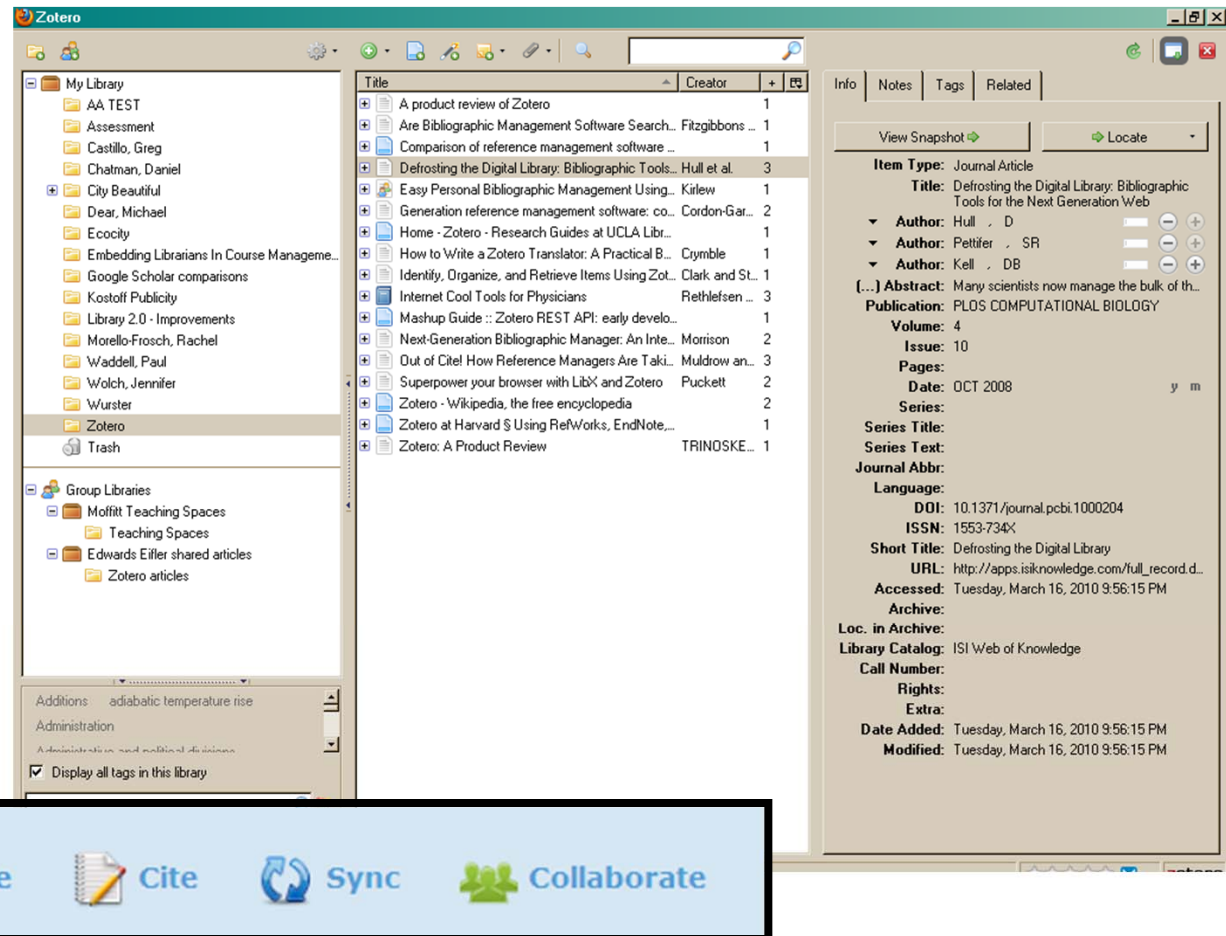 Zotero
My Library
AA TEST
Assessment
Castillo, Greg
Chatman, Daniel
City Beautiful
Dear, Michael
Ecocity
Embedding Librarians In Course Manageme...
Google Scholar comparisons
Kostoff Publicity
Library 2.0 - Improvements
Morello-Frosch, Rachel
Waddell, Paul
Wolch, Jennifer
Wurster
Zotero
Trash
Group Libraries
Moffitt Teaching Spaces
Teaching Spaces
Edwards Eifler shared articles
Zotero articles
Additions adiabatic temperature rise
Administration
Administrative and political divisions
Display all tags in this library
Title Creator +
A product review of Zotero 1
Are Bibliographic Management Software Search... Fitzgibbons ... 1
Comparison of reference management software ... 1
Defrosting the Digital Library: Bibliographic Tools... Hull et al. 3
Easy Personal Bibliographic Management Using... Kirlew 1
Generation reference management software: co... Cordon-Gar... 2
Home - Zotero - Research Guides at UCLA Libr... 1
How to Write a Zotero Translator: A Practical B... Crymble 1
Identify, Organize, and Retrieve Items Using Zot... Clark and St... 1
Internet Cool Tools for Physicians Rethlefsen ... 3
Mashup Guide :: Zotero REST API: early develo... 1
Next-Generation Bibliographic Manager: An Inte... Morrison 2
Out of Cite! How Reference Managers Are Taki... Muldrow an... 3
Superpower your browser with LibX and Zotero Puckett 2
Zotero - Wikipedia, the free encyclopedia 2
Zotero at Harvard § Using RefWorks, EndNote,... 1
Zotero: A Product Review TRINOSKE... 1
Info Notes Tags Related
View Snapshot Locate
Item Type: Journal Article
Title: Defrosting the Digital Library: Bibliographic
Tools for the Next Generation Web
Author: Hull , D
Author: Pettifer , SR
Author: Kell , DB
(...) Abstract: Many scientists now manage the bulk of th...
Publication: PLOS COMPUTATIONAL BIOLOGY
Volume: 4
Issue: 10
Pages:
Date: OCT 2008 y m
Series:
Series Title:
Series Text:
Journal Abbr:
Language:
DOI: 10.1371/journal.pcbi.1000204
ISSN: 1553-734X
Short Title: Defrosting the Digital Library
URL: http://apps.isiknowledge.com/full_record.d...
Accessed: Tuesday, March 16, 2010 9:56:15 PM
Archive:
Loc. in Archive:
Library Catalog: ISI Web of Knowledge
Call Number:
Rights:
Extra:
Date Added: Tuesday, March 16, 2010 9:56:15 PM
Modified: Tuesday, March 16, 2010 9:56:15 PM
e Cite Sync Collaborate